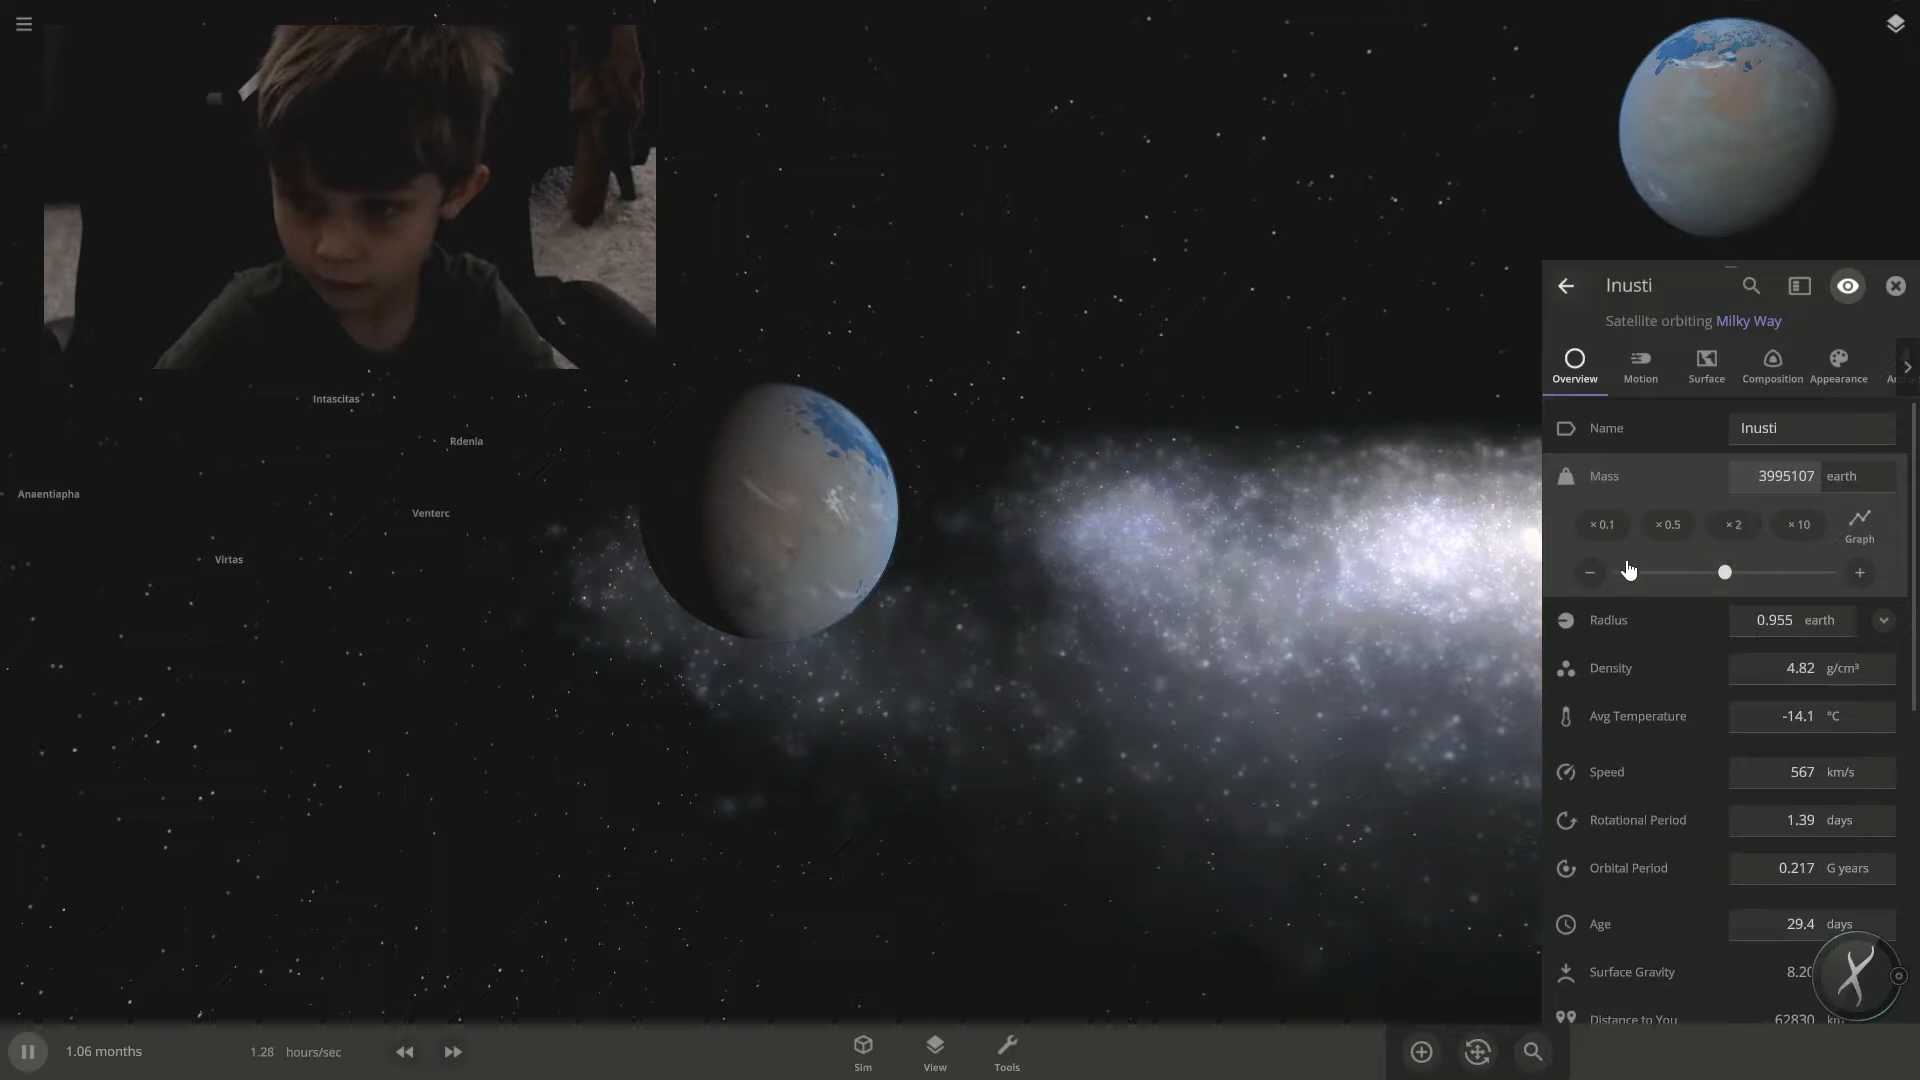 Inusti
Satellite orbiting Milky Way
Overview
Motion
Surface
Composition
Appearance
Name
Inusti
Mass
3995107 earth
× 0.1
× 0.5
× 2
× 10
Graph
Radius
0.955 earth
Density
4.82 g/cm³
Avg Temperature
-14.1 °C
Speed
567 km/s
Rotational Period
1.39 days
Orbital Period
0.217 G years
Age
29.4 days
Surface Gravity
8.20
Distance to You
62830
Intascitas
Rdenia
Anaentiapha
Venterc
Virtas
1.06 months
1.28 hours/sec
Sim
View
Tools